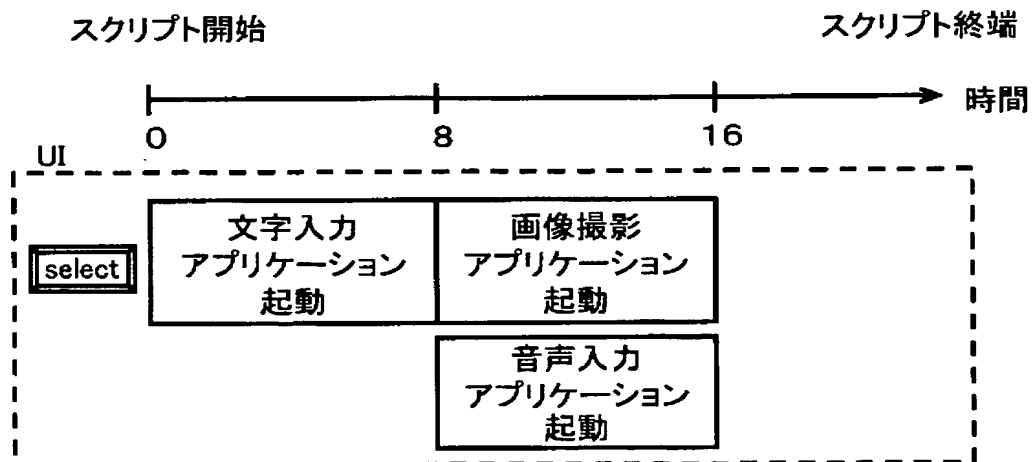 スクリプト開始
スクリプト終端
時間
0
8
16
UI
select
文字入力
アプリケーション
起動
画像撮影
アプリケーション
起動
音声入力
アプリケーション
起動